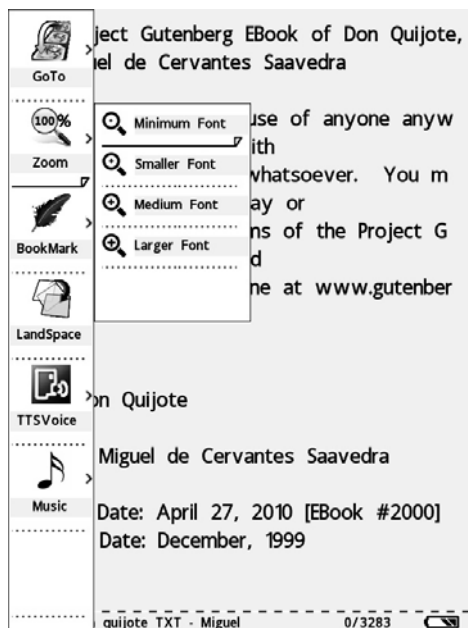 GoTo
100%
Zoom
BookMark
LandSpace
TTSVoice
Music
Minimum Font
Smaller Font
Medium Font
Larger Font
ject Gutenberg EBook of Don Quijote,
de Cervantes Saavedra
use of anyone anyw
ith
whatsoever. You m
ay or
ns of the Project G
d
ne at www.gutenber
on Quijote
Miguel de Cervantes Saavedra
Date: April 27, 2010 [EBook #2000]
Date: December, 1999
quijote TXT - Miguel
0/3283